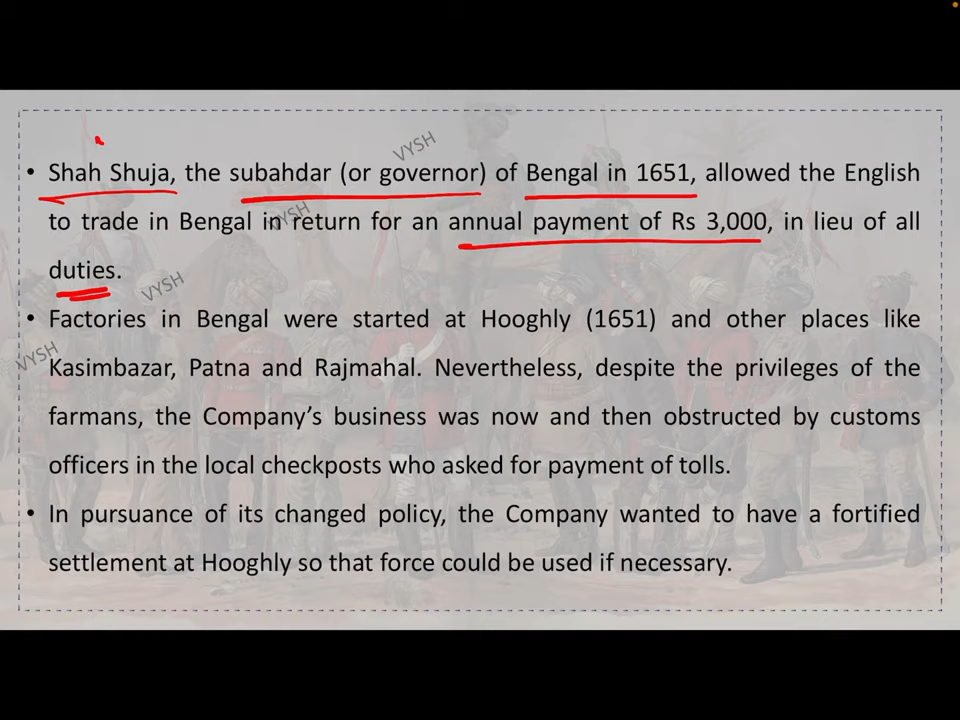 • Shah Shuja, the subahdar (or governor) of Bengal in 1651, allowed the English
to trade in Bengal in return for an annual payment of Rs 3,000, in lieu of all
duties.
• Factories in Bengal were started at Hooghly (1651) and other places like
Kasimbazar, Patna and Rajmahal. Nevertheless, despite the privileges of the
farmans, the Company’s business was now and then obstructed by customs
officers in the local checkposts who asked for payment of tolls.
• In pursuance of its changed policy, the Company wanted to have a fortified
settlement at Hooghly so that force could be used if necessary.
VYSH
VYSH
VYSH
VYSH